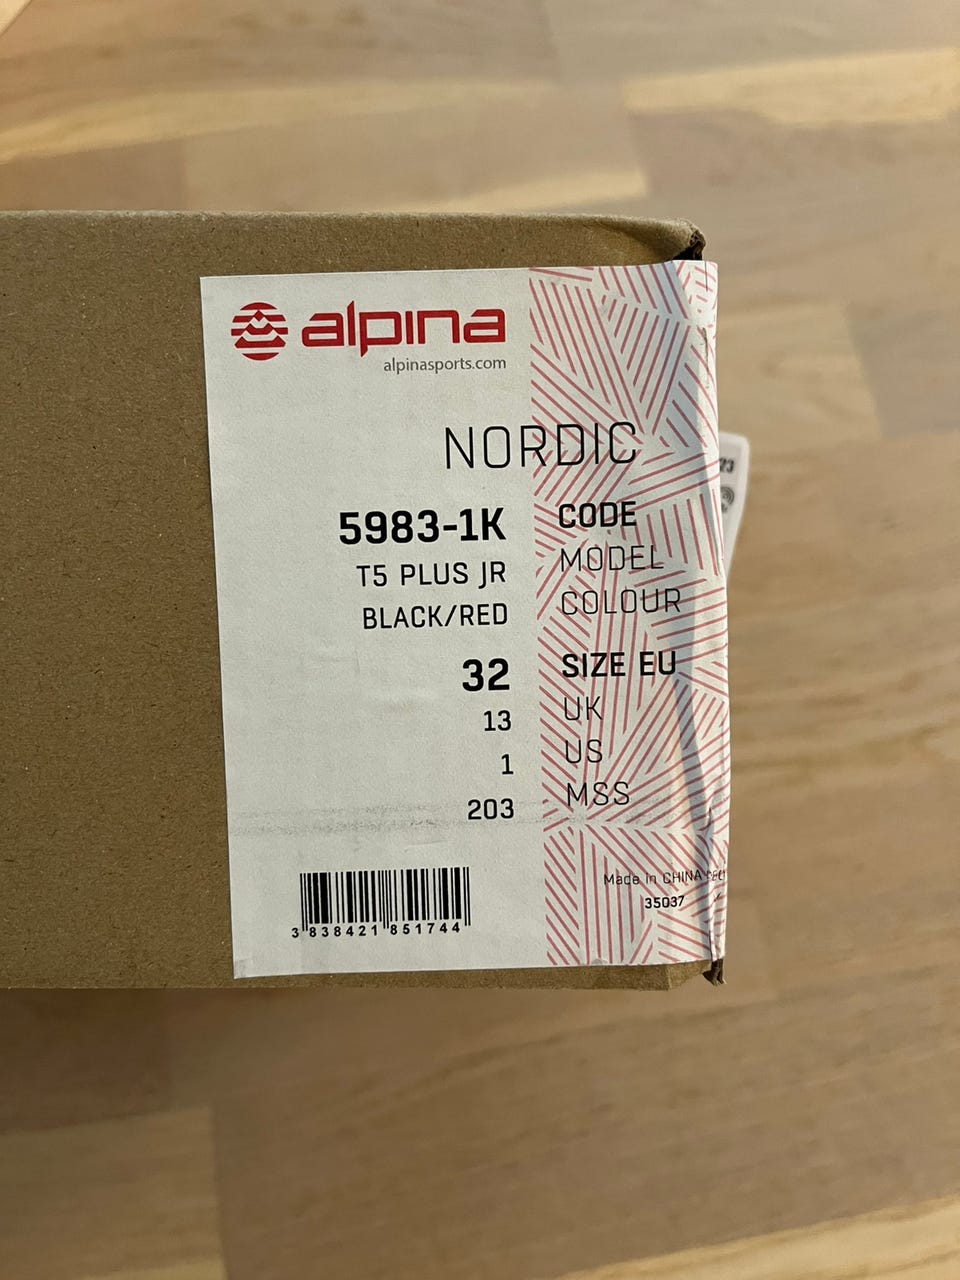 alpina
alpinasports.com
NORDIC
5983-1K CODE
T5 PLUS JR MODEL
BLACK/RED COLOUR
32 SIZE EU
13 UK
1 US
203 MSS
Made in CHINA
35037
3 838421 851744
23